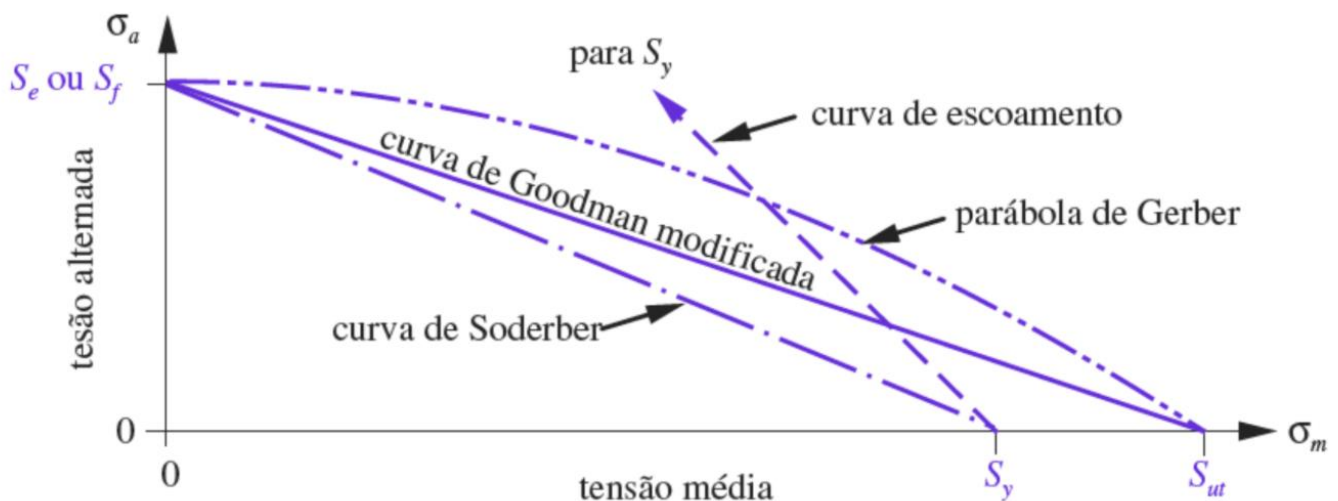 σa
Se ou Sf
para Sy
curva de escoamento
curva de Goodman modificada
parábola de Gerber
tesão alternada
curva de Soderber
0
σm
0
tensão média
Sy
Sut